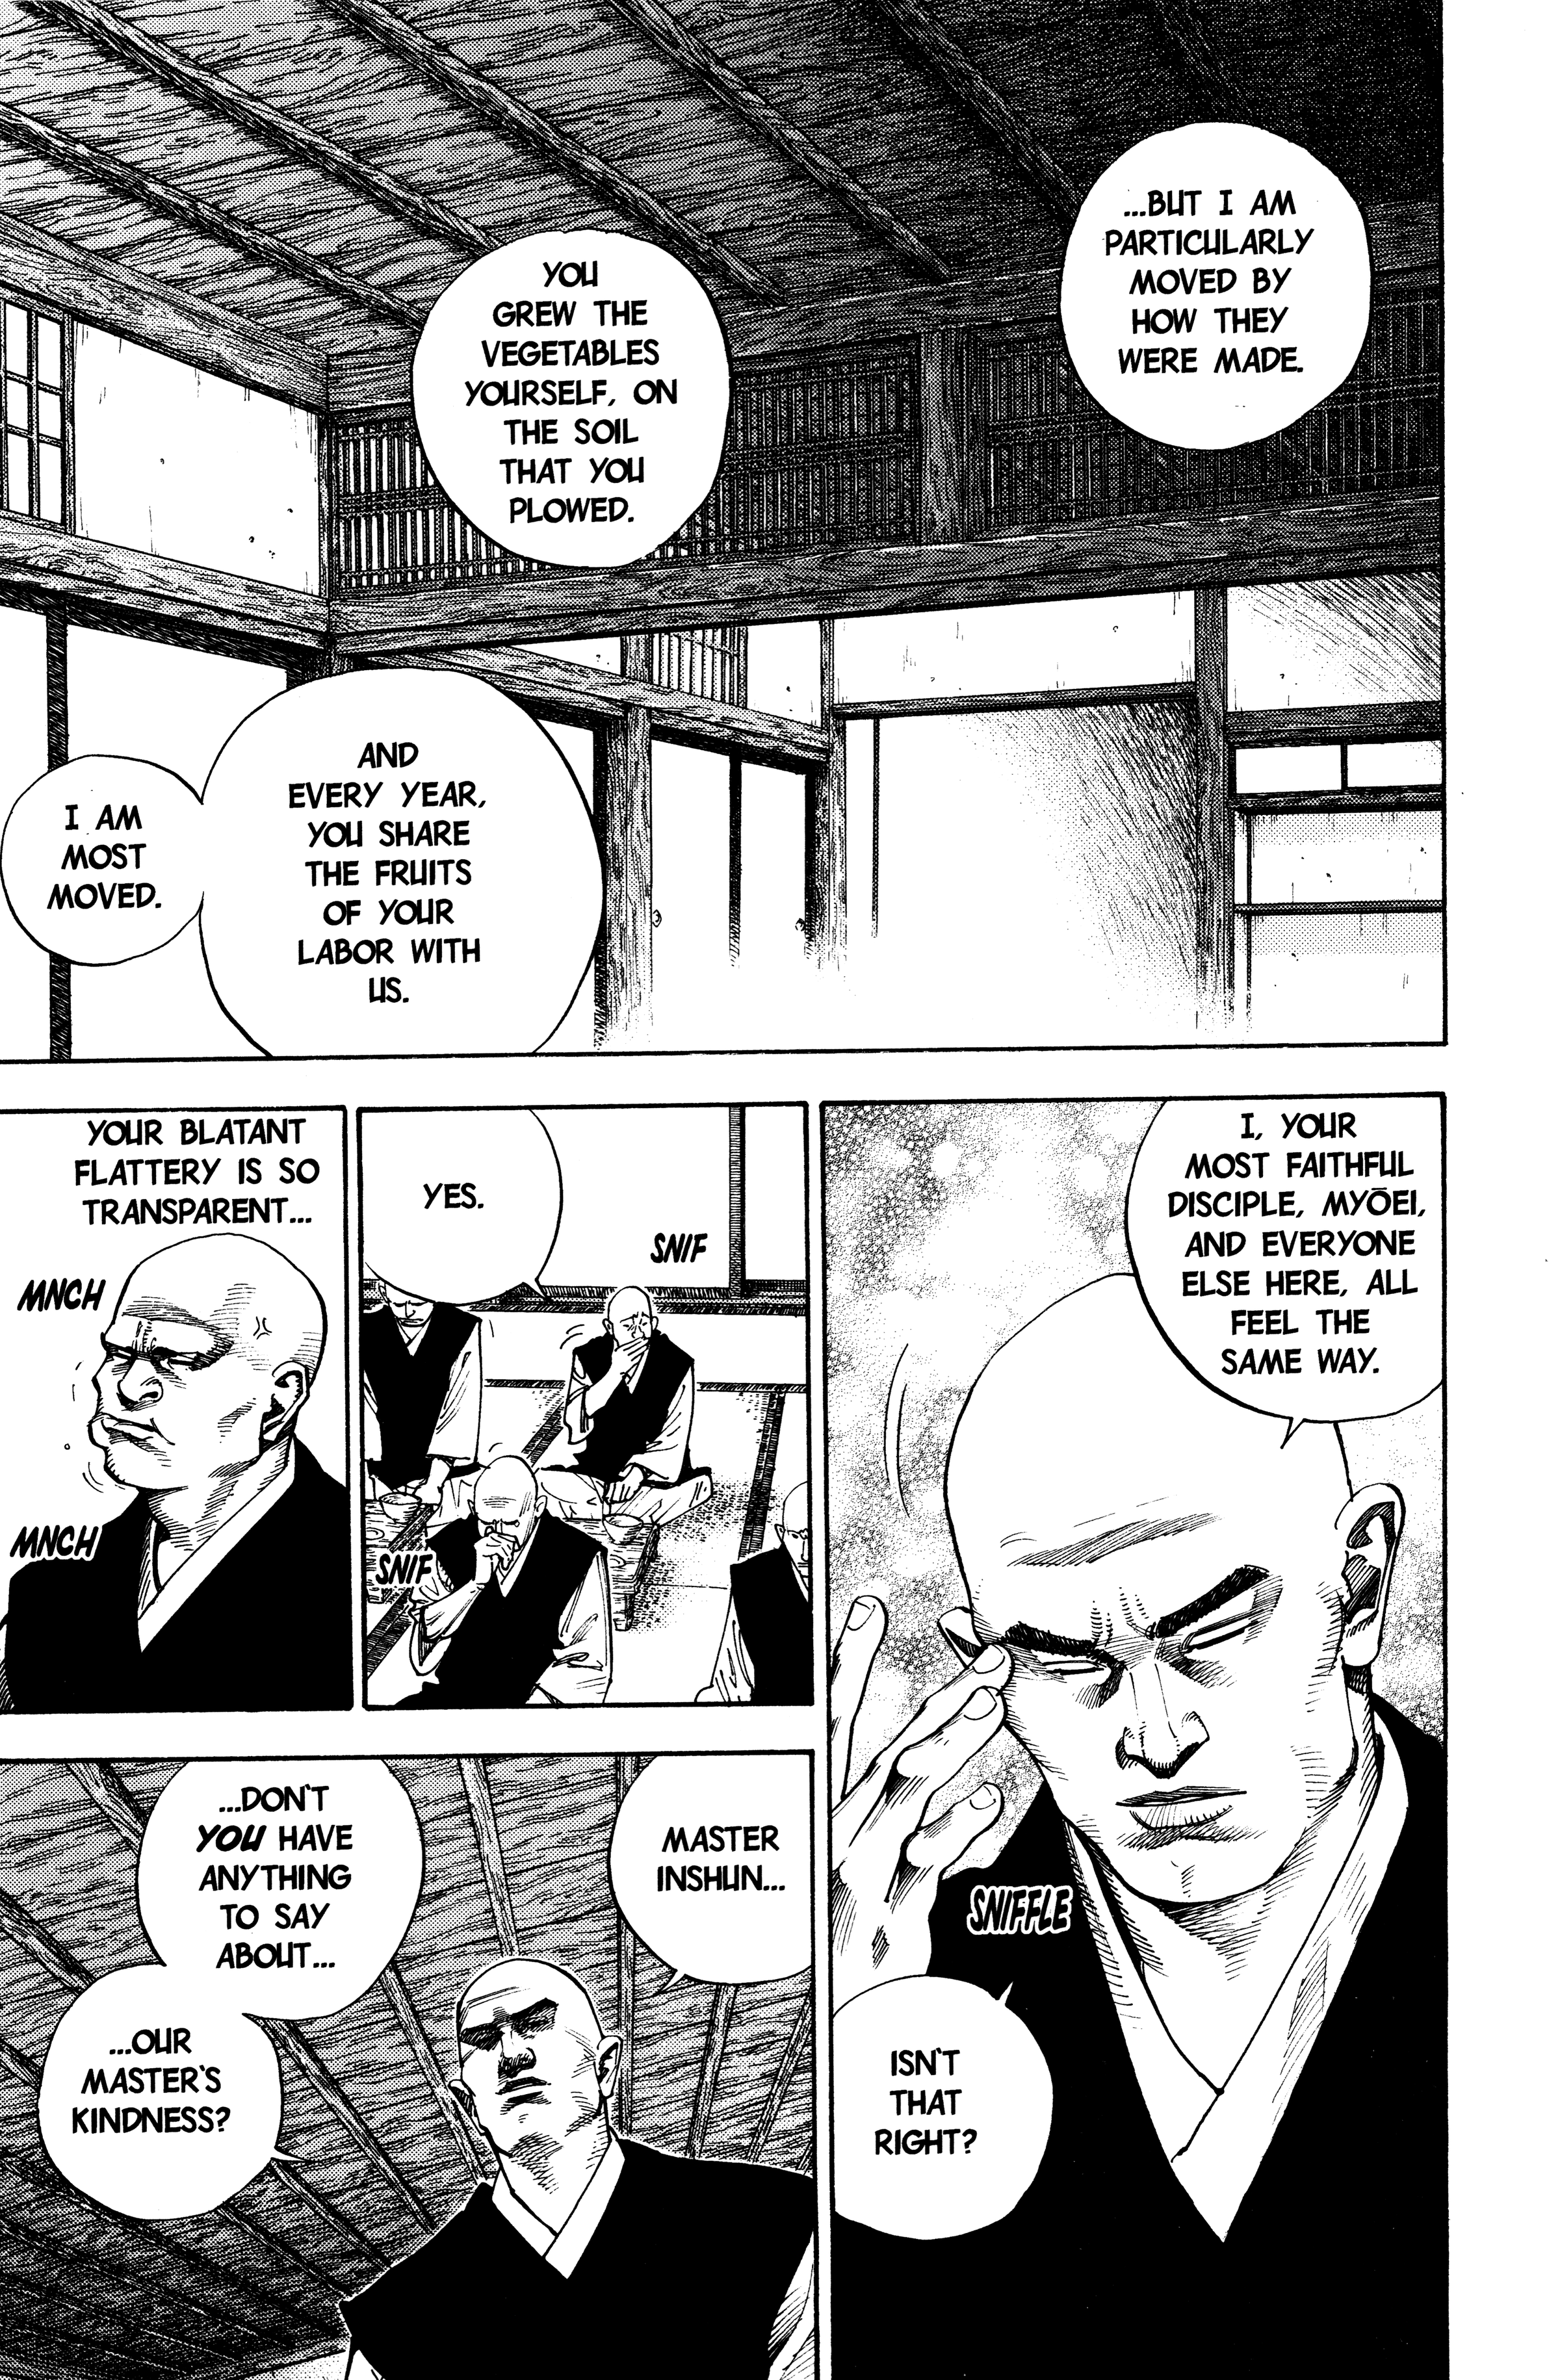 ...BUT I AM
PARTICULARLY
MOVED BY
HOW THEY
WERE MADE.
YOU
GREW THE
VEGETABLES
YOURSELF, ON
THE SOIL
THAT YOU
PLOWED.
AND
EVERY YEAR,
YOU SHARE
THE FRUITS
OF YOUR
LABOR WITH
US.
I AM
MOST
MOVED.
I, YOUR
MOST FAITHFUL
DISCIPLE, MYŌEI,
AND EVERYONE
ELSE HERE, ALL
FEEL THE
SAME WAY.
SNIFFLE
ISN'T
THAT
RIGHT?
YES.
SNIF
SNIF
YOUR BLATANT
FLATTERY IS SO
TRANSPARENT...
MNCH
MNCH
MASTER
INSHUN...
...DON'T
YOU HAVE
ANYTHING
TO SAY
ABOUT...
...OUR
MASTER'S
KINDNESS?